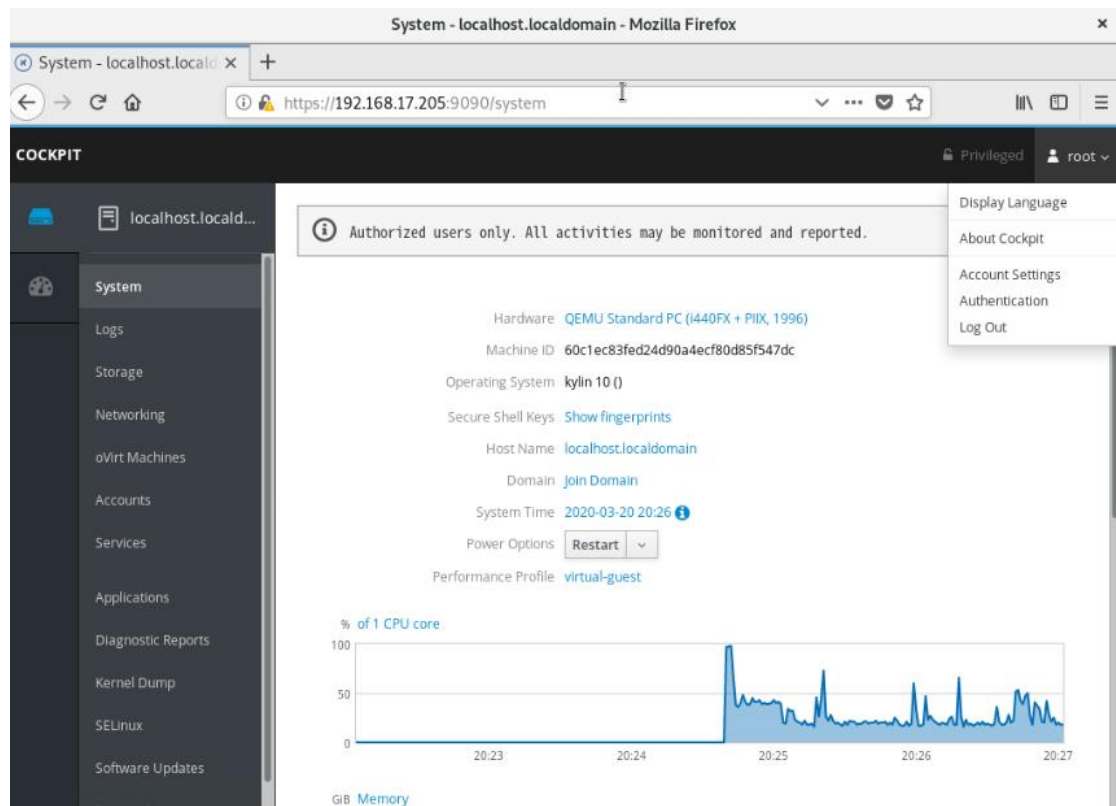 System - localhost.localdomain - Mozilla Firefox
System - localhost.locald
https://192.168.17.205:9090/system
COCKPIT
Privileged
root
Display Language
About Cockpit
Account Settings
Authentication
Log Out
localhost.locald...
System
Logs
Storage
Networking
oVirt Machines
Accounts
Services
Applications
Diagnostic Reports
Kernel Dump
SELinux
Software Updates
Authorized users only. All activities may be monitored and reported.
Hardware QEMU Standard PC (i440FX + PIIX, 1996)
Machine ID 60c1ec83fed24d90a4ecf80d85f547dc
Operating System kylin 10 ()
Secure Shell Keys Show fingerprints
Host Name localhost.localdomain
Domain Join Domain
System Time 2020-03-20 20:26
Power Options Restart
Performance Profile virtual-guest
% of 1 CPU core
100
50
0
20:23 20:24 20:25 20:26 20:27
GiB Memory